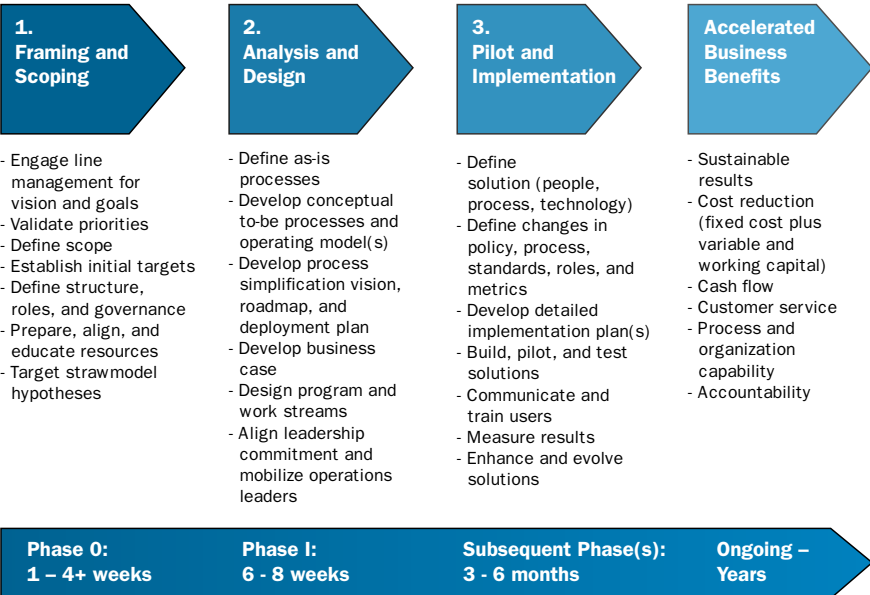 1.
Framing and
Scoping
- Engage line
management for
vision and goals
- Validate priorities
- Define scope
- Establish initial targets
- Define structure,
roles, and governance
- Prepare, align, and
educate resources
- Target strawmodel
hypotheses
2.
Analysis and
Design
- Define as-is
processes
- Develop conceptual
to-be processes and
operating model(s)
- Develop process
simplification vision,
roadmap, and
deployment plan
- Develop business
case
- Design program and
work streams
- Align leadership
commitment and
mobilize operations
leaders
3.
Pilot and
Implementation
- Define
solution (people,
process, technology)
- Define changes in
policy, process,
standards, roles, and
metrics
- Develop detailed
implementation plan(s)
- Build, pilot, and test
solutions
- Communicate and
train users
- Measure results
- Enhance and evolve
solutions
Accelerated
Business
Benefits
- Sustainable
results
- Cost reduction
(fixed cost plus
variable and
working capital)
- Cash flow
- Customer service
- Process and
organization
capability
- Accountability
Phase 0:
1 – 4+ weeks
Phase I:
6 - 8 weeks
Subsequent Phase(s):
3 - 6 months
Ongoing –
Years